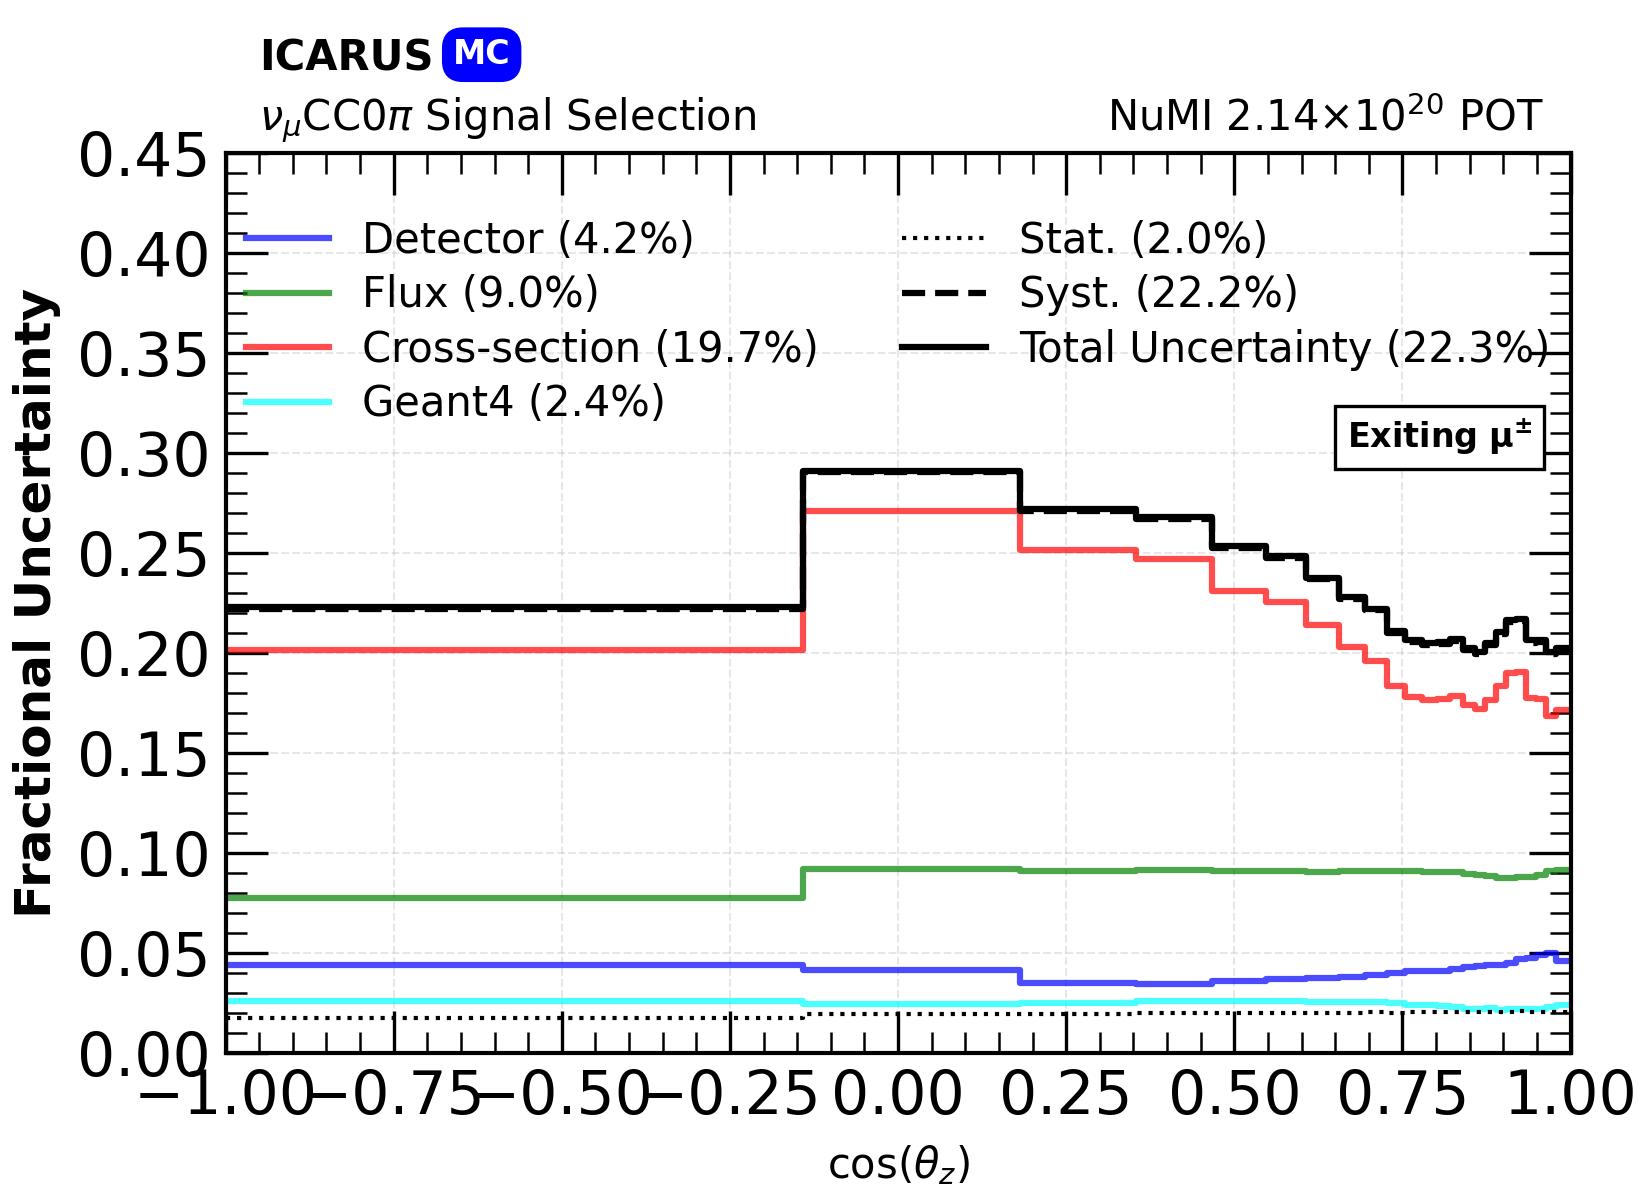 ICARUS MC
νμCC0π Signal Selection NuMI 2.14×10²⁰ POT
0.45
0.40
0.35
0.30
0.25
0.20
0.15
0.10
0.05
0.00
Fractional Uncertainty
Detector (4.2%)
Flux (9.0%)
Cross-section (19.7%)
Geant4 (2.4%)
Stat. (2.0%)
Syst. (22.2%)
Total Uncertainty (22.3%)
Exiting μ±
−1.00 −0.75 −0.50 −0.25 0.00 0.25 0.50 0.75 1.00
cos(θz)